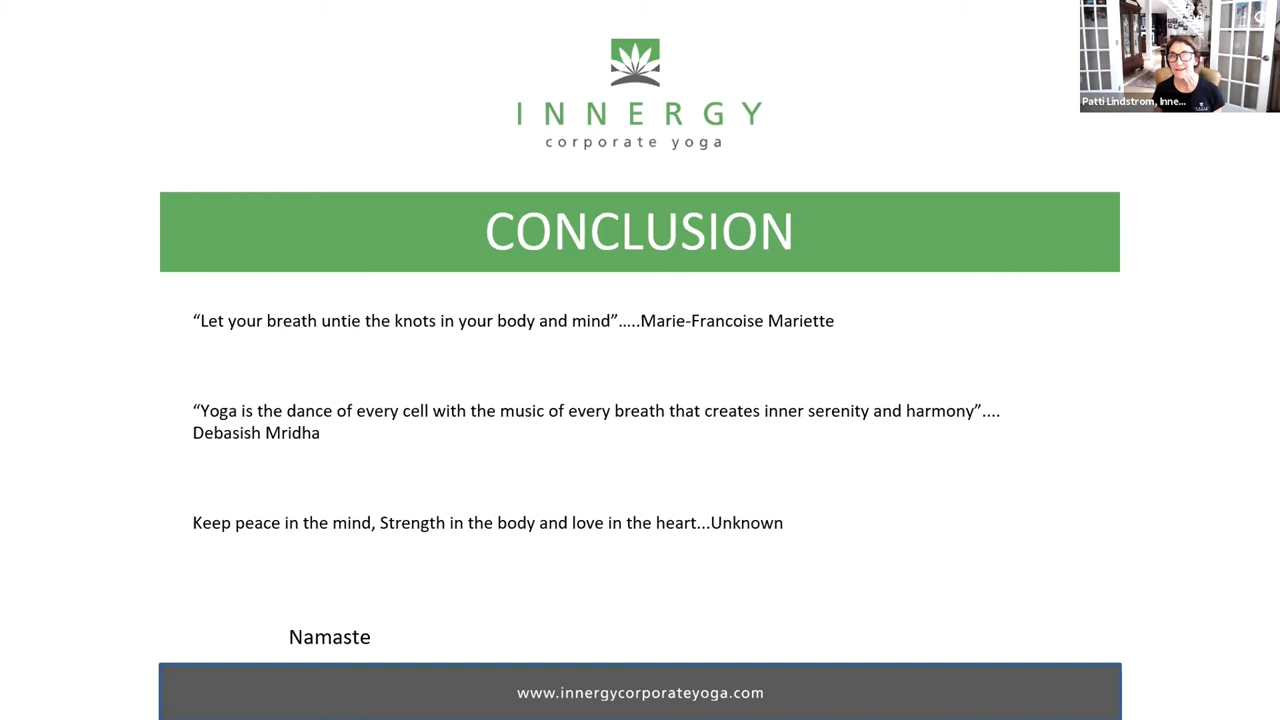 INNERGY
corporate yoga
Patti Lindstrom, Inne...
CONCLUSION
“Let your breath untie the knots in your body and mind”…..Marie-Francoise Mariette
“Yoga is the dance of every cell with the music of every breath that creates inner serenity and harmony”....
Debasish Mridha
Keep peace in the mind, Strength in the body and love in the heart...Unknown
Namaste
www.innergycorporateyoga.com